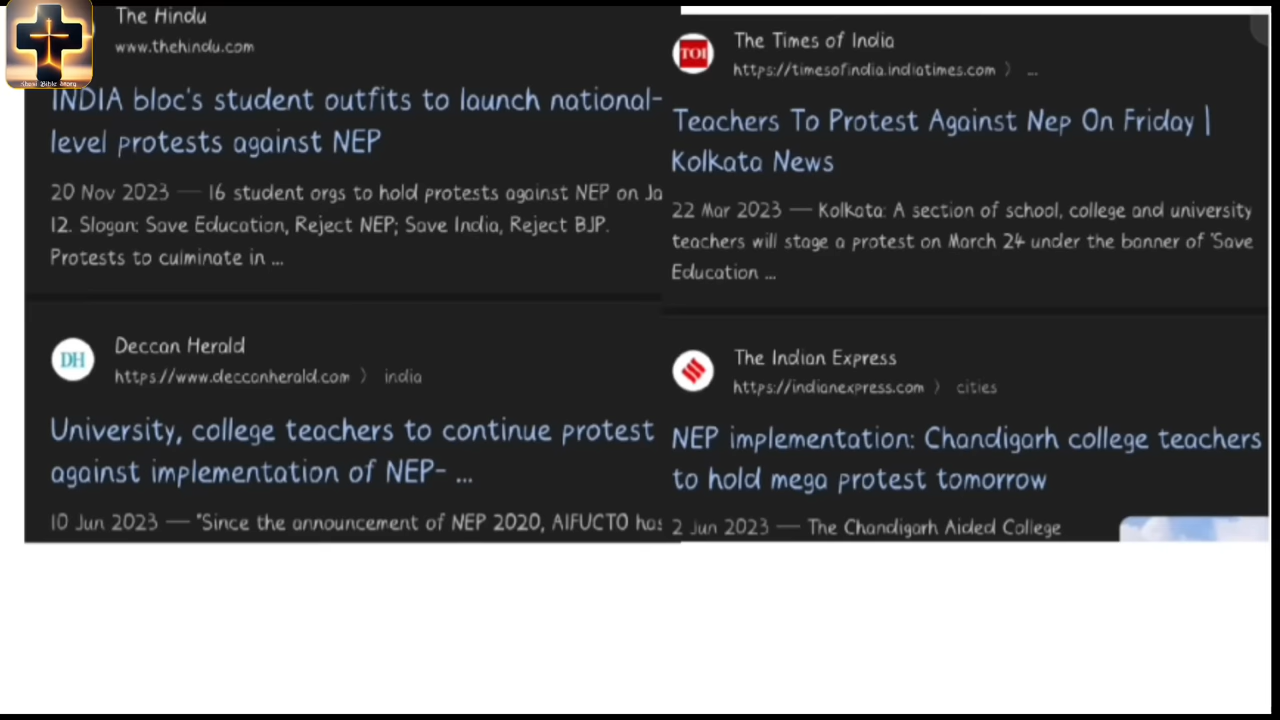 The Hindu
www.thehindu.com
INDIA bloc's student outfits to launch national-
level protests against NEP
20 Nov 2023 — 16 student orgs to hold protests against NEP on Ja
12. Slogan: Save Education, Reject NEP; Save India, Reject BJP.
Protests to culminate in ...
DH
Deccan Herald
https://www.deccanherald.com 〉 india
University, college teachers to continue protest
against implementation of NEP- ...
10 Jun 2023 — "Since the announcement of NEP 2020, AIFUCTO has
TOI
The Times of India
https://timesofindia.indiatimes.com 〉 ...
Teachers To Protest Against Nep On Friday |
Kolkata News
22 Mar 2023 — Kolkata: A section of school, college and university
teachers will stage a protest on March 24 under the banner of 'Save
Education ...
The Indian Express
https://indianexpress.com 〉 cities
NEP implementation: Chandigarh college teachers
to hold mega protest tomorrow
2 Jun 2023 — The Chandigarh Aided College
Khasi Bible Story